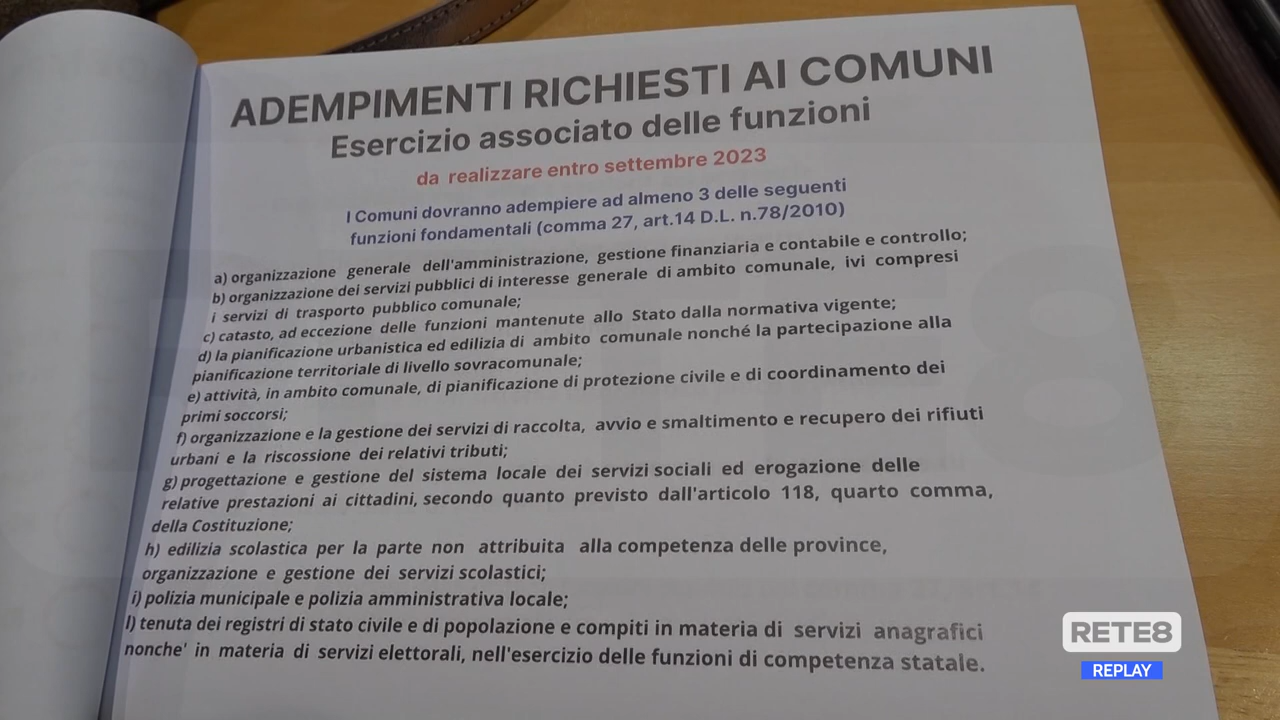 ADEMPIMENTI RICHIESTI AI COMUNI
Esercizio associato delle funzioni
da realizzare entro settembre 2023
I Comuni dovranno adempiere ad almeno 3 delle seguenti
funzioni fondamentali (comma 27, art.14 D.L. n.78/2010)
a) organizzazione generale dell'amministrazione, gestione finanziaria e contabile e controllo;
b) organizzazione dei servizi pubblici di interesse generale di ambito comunale, ivi compresi
i servizi di trasporto pubblico comunale;
c) catasto, ad eccezione delle funzioni mantenute allo Stato dalla normativa vigente;
d) la pianificazione urbanistica ed edilizia di ambito comunale nonché la partecipazione alla
pianificazione territoriale di livello sovracomunale;
e) attività, in ambito comunale, di pianificazione di protezione civile e di coordinamento dei
primi soccorsi;
f) organizzazione e la gestione dei servizi di raccolta, avvio e smaltimento e recupero dei rifiuti
urbani e la riscossione dei relativi tributi;
g) progettazione e gestione del sistema locale dei servizi sociali ed erogazione delle
relative prestazioni ai cittadini, secondo quanto previsto dall'articolo 118, quarto comma,
della Costituzione;
h) edilizia scolastica per la parte non attribuita alla competenza delle province,
organizzazione e gestione dei servizi scolastici;
i) polizia municipale e polizia amministrativa locale;
l) tenuta dei registri di stato civile e di popolazione e compiti in materia di servizi anagrafici
nonche' in materia di servizi elettorali, nell'esercizio delle funzioni di competenza statale.
RETE8
REPLAY